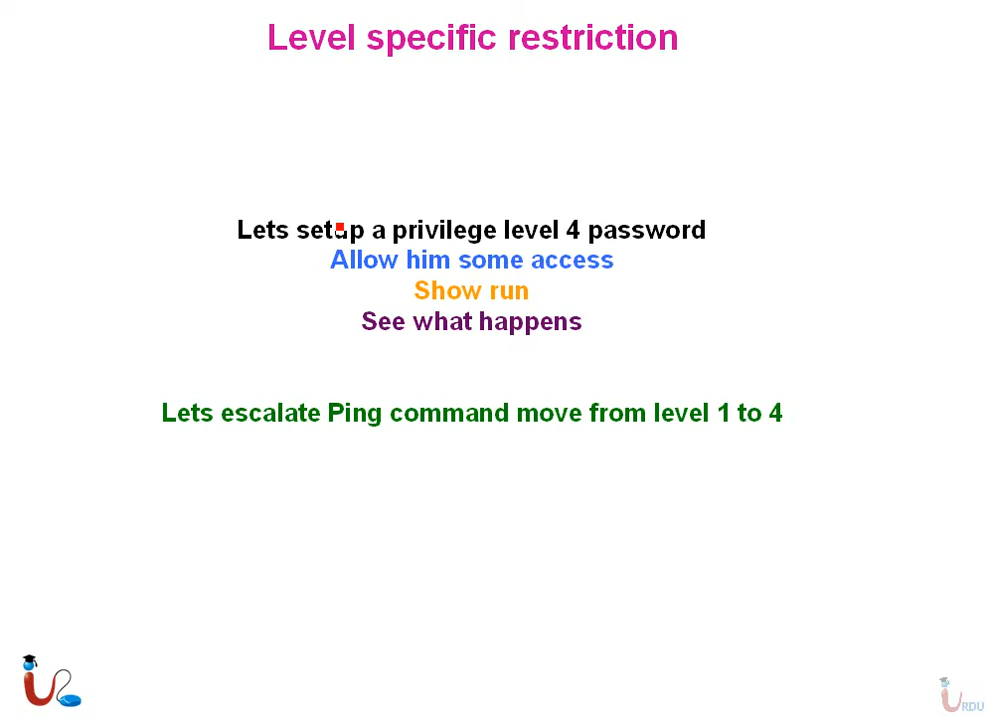 Level specific restriction
Lets setup a privilege level 4 password
Allow him some access
Show run
See what happens
Lets escalate Ping command move from level 1 to 4
URDU